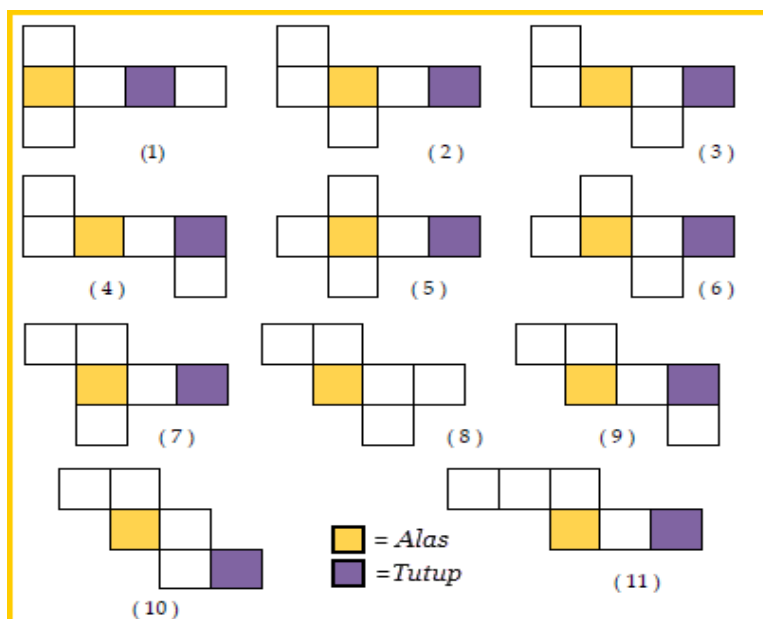 (1)
( 2 )
( 3 )
( 4 )
( 5 )
( 6 )
( 7 )
( 8 )
( 9 )
( 10 )
= Alas
=Tutup
( 11 )